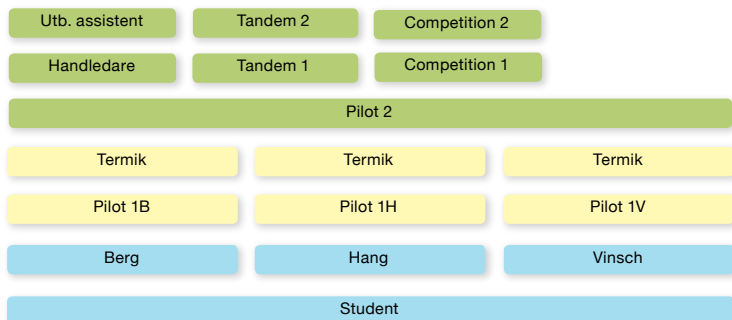 Utb. assistent Tandem 2 Competition 2
Handledare Tandem 1 Competition 1
Pilot 2
Termik Termik Termik
Pilot 1B Pilot 1H Pilot 1V
Berg Hang Vinsch
Student